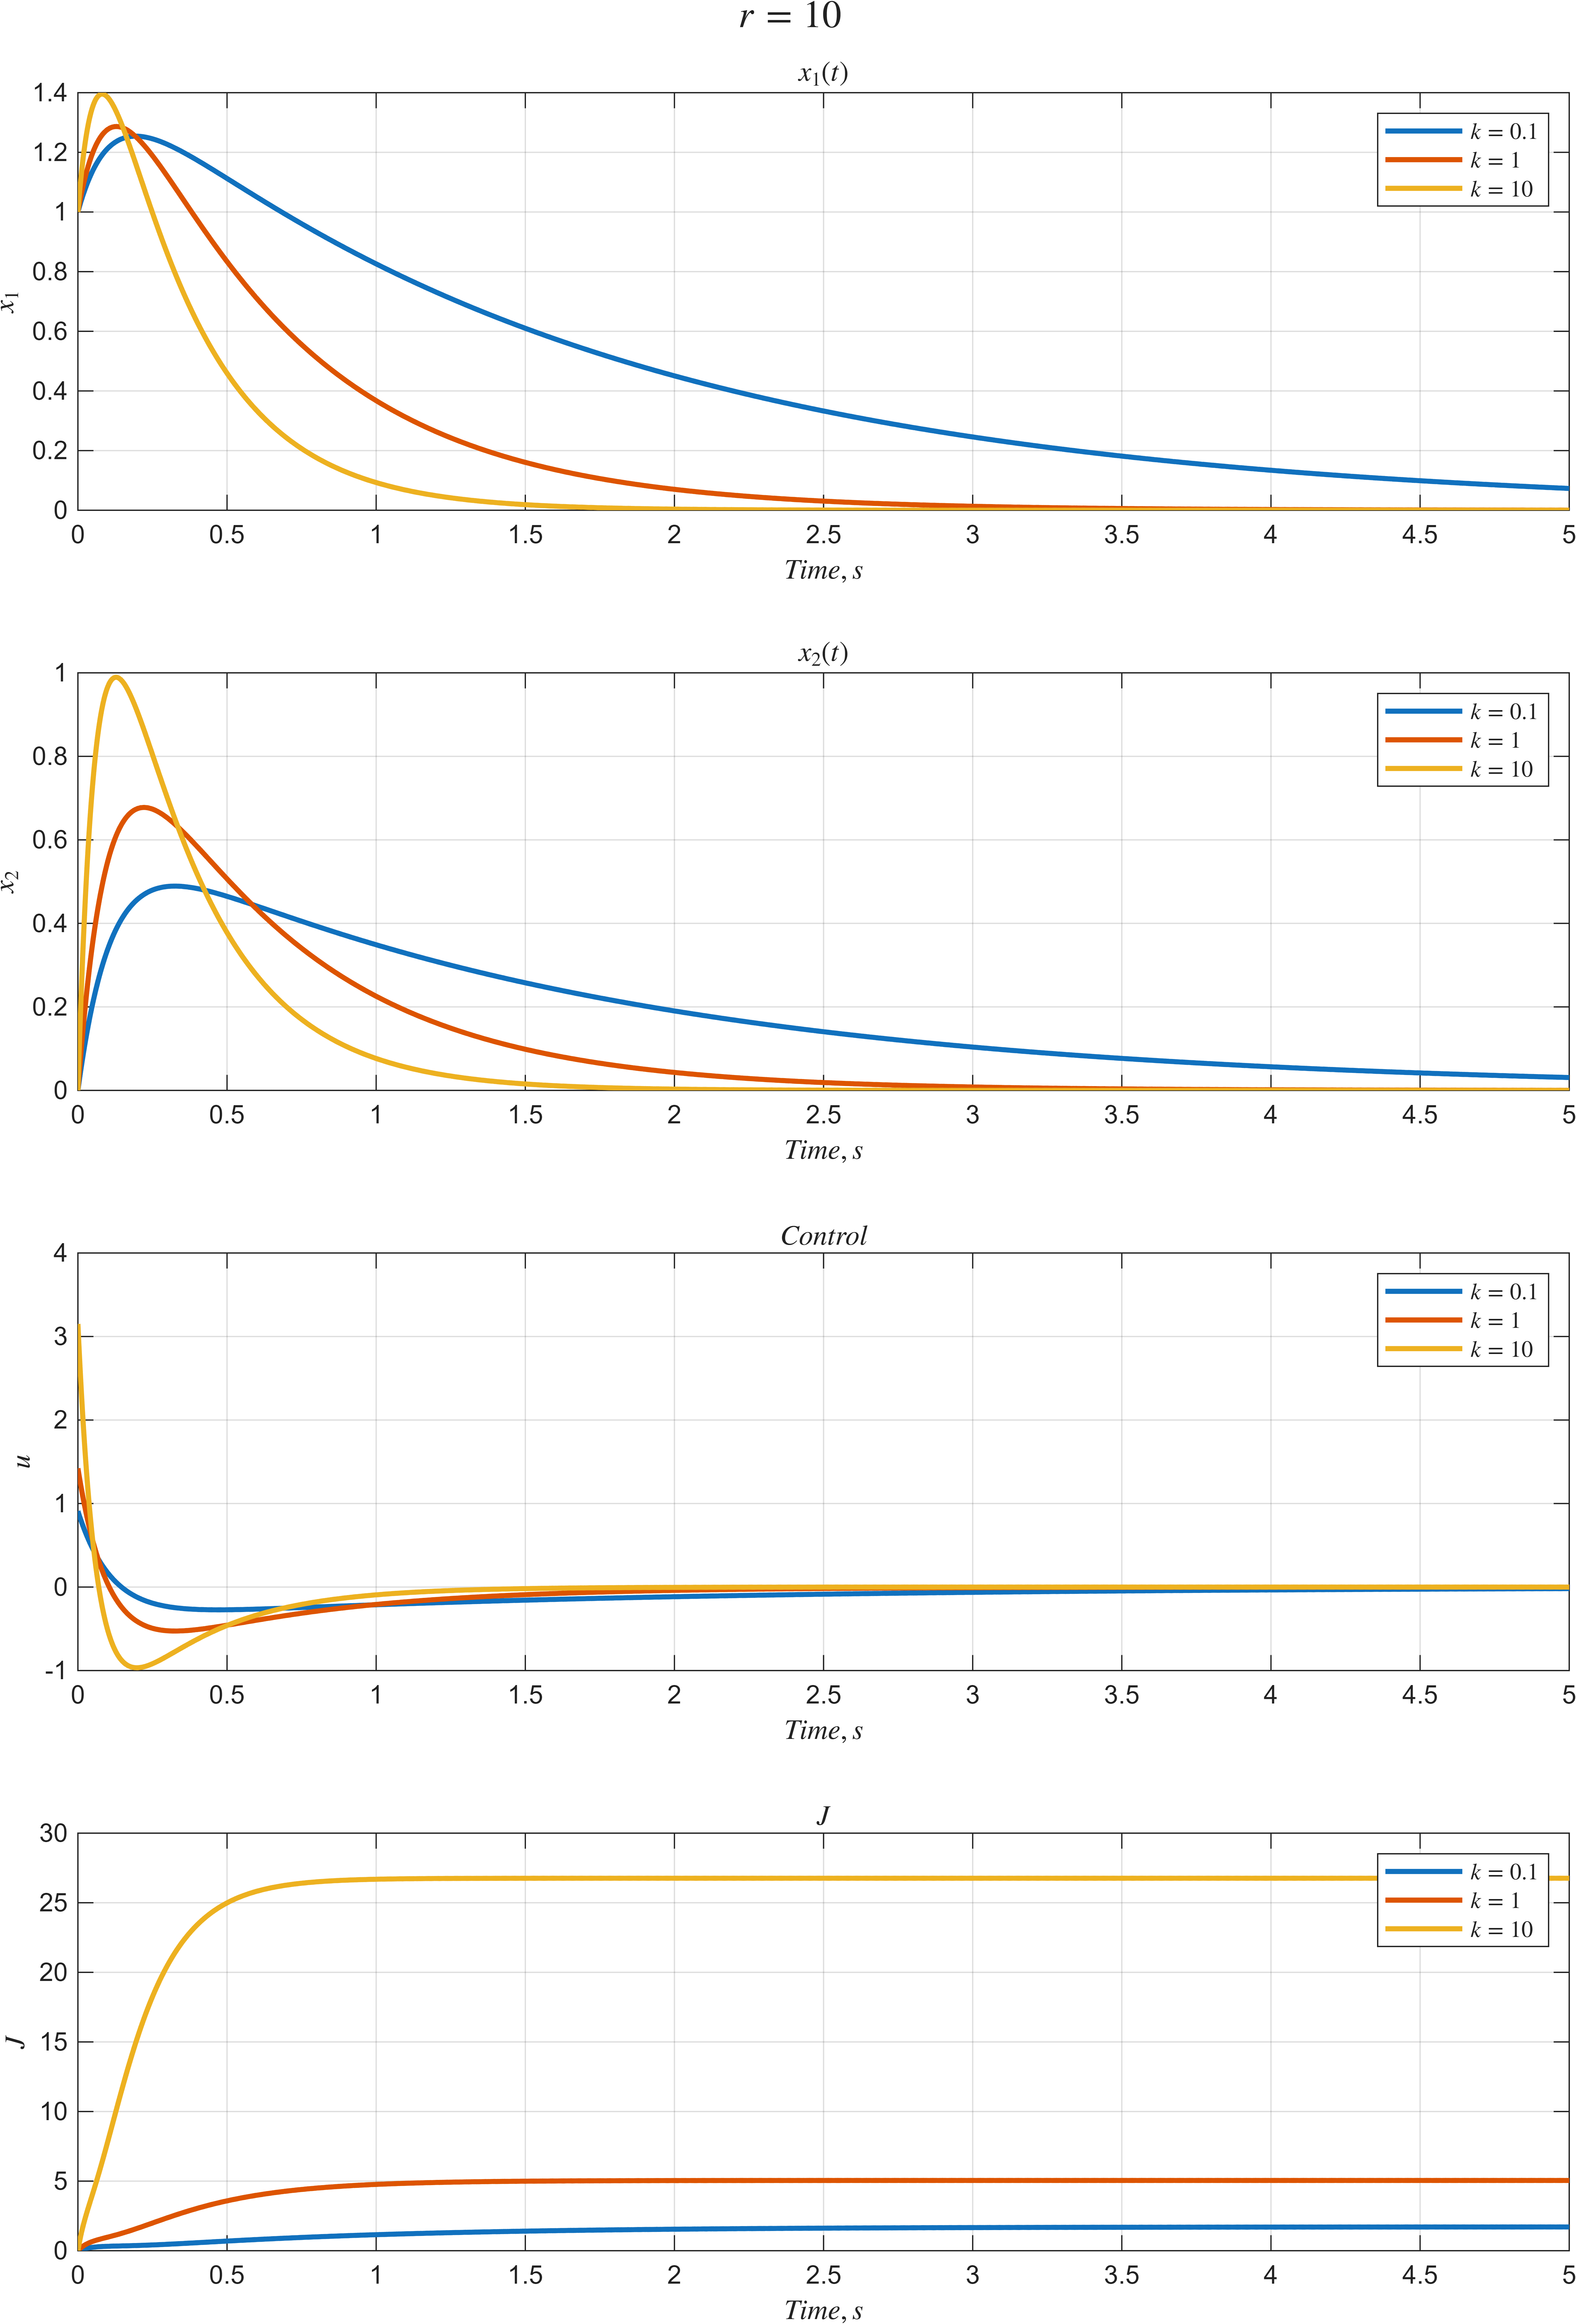 r = 10
x₁(t)
1.4
1.2
1
0.8
0.6
0.4
0.2
0
x₁
k = 0.1
k = 1
k = 10
0 0.5 1 1.5 2 2.5 3 3.5 4 4.5 5
Time, s
x₂(t)
1
0.8
0.6
0.4
0.2
0
x₂
k = 0.1
k = 1
k = 10
0 0.5 1 1.5 2 2.5 3 3.5 4 4.5 5
Time, s
Control
4
3
2
1
0
-1
u
k = 0.1
k = 1
k = 10
0 0.5 1 1.5 2 2.5 3 3.5 4 4.5 5
Time, s
J
30
25
20
15
10
5
0
J
k = 0.1
k = 1
k = 10
0 0.5 1 1.5 2 2.5 3 3.5 4 4.5 5
Time, s